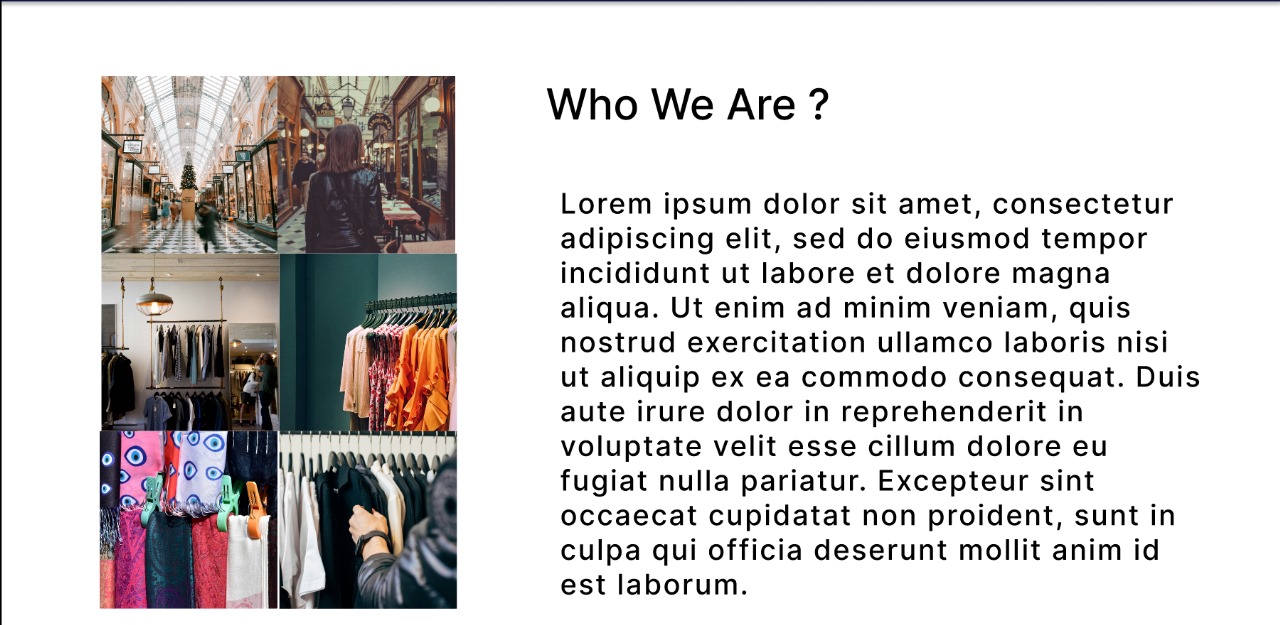 Who We Are ?
Lorem ipsum dolor sit amet, consectetur
adipiscing elit, sed do eiusmod tempor
incididunt ut labore et dolore magna
aliqua. Ut enim ad minim veniam, quis
nostrud exercitation ullamco laboris nisi
ut aliquip ex ea commodo consequat. Duis
aute irure dolor in reprehenderit in
voluptate velit esse cillum dolore eu
fugiat nulla pariatur. Excepteur sint
occaecat cupidatat non proident, sunt in
culpa qui officia deserunt mollit anim id
est laborum.